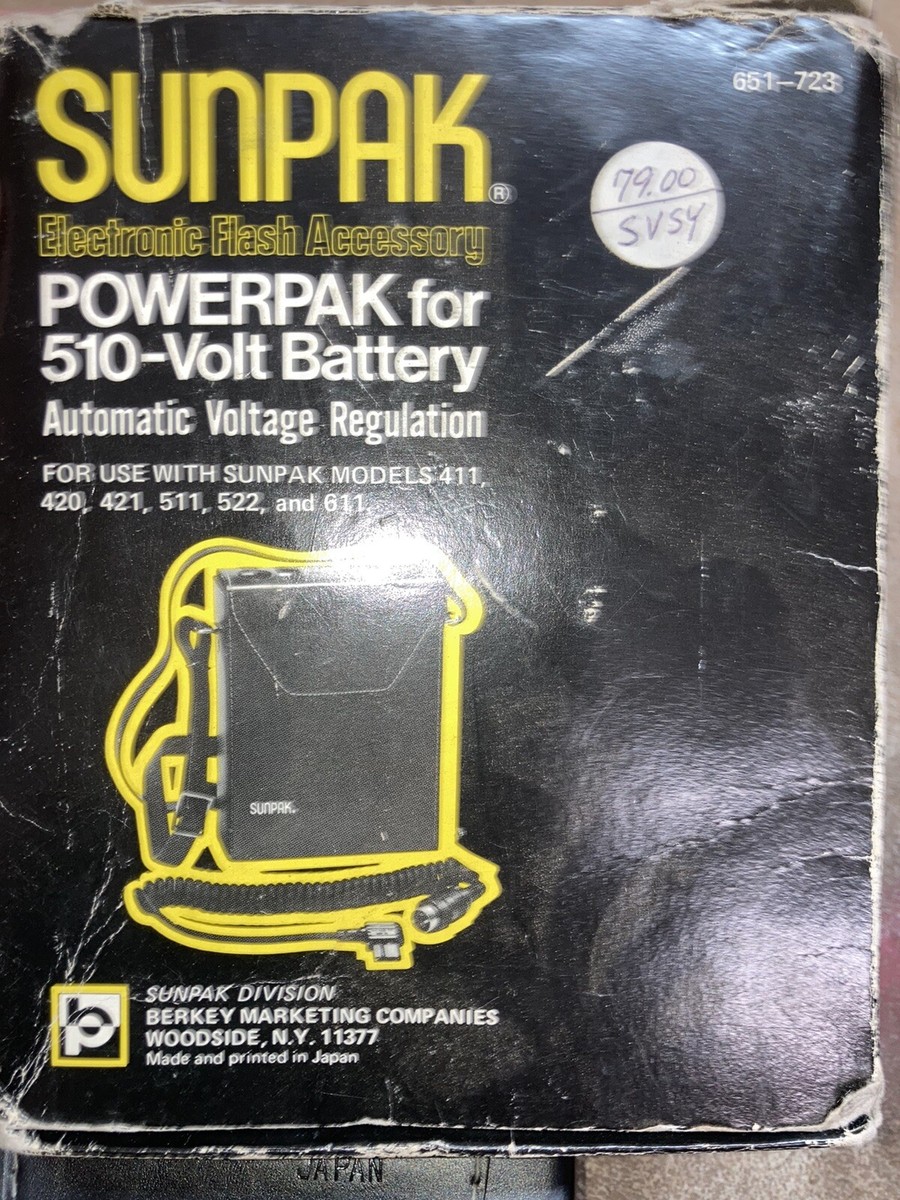 SUNPAK®
651-723
79.00
SVSY
Electronic Flash Accessory
POWERPAK for
510-Volt Battery
Automatic Voltage Regulation
FOR USE WITH SUNPAK MODELS 411,
420, 421, 511, 522, and 611.
SUNPAK
bp
SUNPAK DIVISION
BERKEY MARKETING COMPANIES
WOODSIDE, N.Y. 11377
Made and printed in Japan
JAPAN